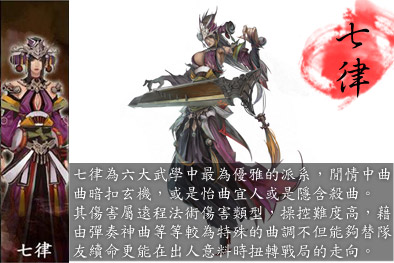 七律
七律為六大武學中最為優雅的派系，閒情中曲
曲暗扣玄機，或是怡曲宜人或是隱含殺曲。
其傷害屬遠程法術傷害類型，操控難度高，藉
由彈奏神曲等等較為特殊的曲調不但能夠替隊
友續命更能在出人意料時扭轉戰局的走向。
七律